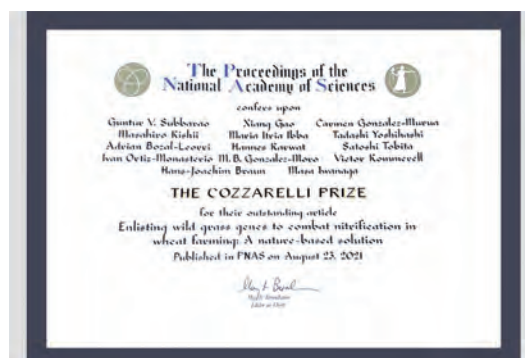 The Proceedings of the
National Academy of Sciences
confers upon
Guntur V. Subbarao Xiang Gao Carmen Gonzalez-Murua
Masahiro Kishii Maria Itria Ibba Tadashi Yoshihashi
Adrian Bozal-Leorri Hannes Karwat Satoshi Tobita
Ivan Ortiz-Monasterio M.B. Gonzalez-Moro Victor Kommerell
Hans-Joachim Braun Masa Iwanaga
THE COZZARELLI PRIZE
for their outstanding article
Enlisting wild grass genes to combat nitrification in
wheat farming: A nature-based solution
Published in PNAS on August 23, 2021